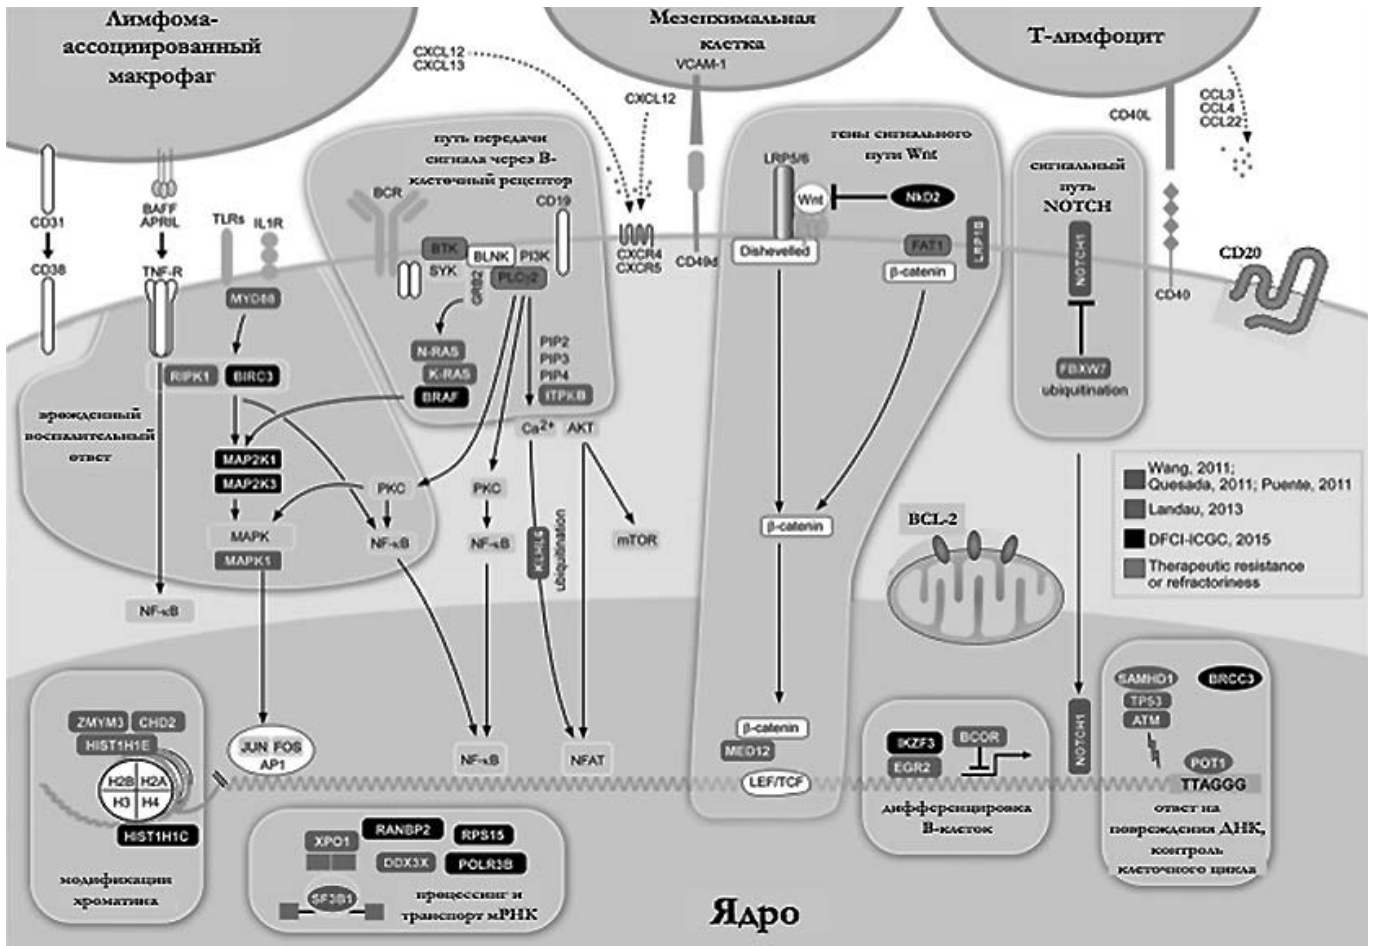 Лимфома-
ассоциированный
макрофаг
Мезенхимальная
клетка
Т-лимфоцит
CXCL12
CXCL13
VCAM-1
CXCL12
CD40L
CCL3
CCL4
CCL22
путь передачи
сигнала через В-
клеточный рецептор
гены сигнального
пути Wnt
сигнальный
путь
NOTCH
CD31
CD38
BAFF
APRIL
TNF-R
TLRs
IL1R
MYD88
RIPK1
BIRC3
врожденный
воспалительный
ответ
MAP2K1
MAP2K3
MAPK
MAPK1
NF-κB
BCR
CD19
BTK
BLNK
PI3K
SYK
GRB2
PLCγ2
N-RAS
K-RAS
BRAF
PIP2
PIP3
PIP4
ITPKB
Ca2+
AKT
PKC
NF-κB
PKC
NF-κB
KLHL6
ubiquitination
mTOR
CXCR4
CXCR5
CD49d
LRP5/6
Wnt
NKD2
Dishevelled
FAT1
LRP1B
β-catenin
β-catenin
NOTCH1
FBXW7
ubiquitination
CD40
CD20
Wang, 2011;
Quesada, 2011; Puente, 2011
Landau, 2013
DFCI-ICGC, 2015
Therapeutic resistance
or refractoriness
BCL-2
ZMYM3
CHD2
HIST1H1E
H2B
H2A
H3
H4
HIST1H1C
модификации
хроматина
JUN
FOS
AP1
NF-κB
NFAT
β-catenin
MED12
LEF/TCF
IKZF3
BCOR
EGR2
дифференцировка
В-клеток
NOTCH1
SAMHD1
BRCC3
TP53
ATM
POT1
TTAGGG
ответ на
повреждения ДНК,
контроль
клеточного цикла
XPO1
RANBP2
RPS15
DDX3X
POLR3B
SF3B1
процессинг и
транспорт мРНК
Ядро